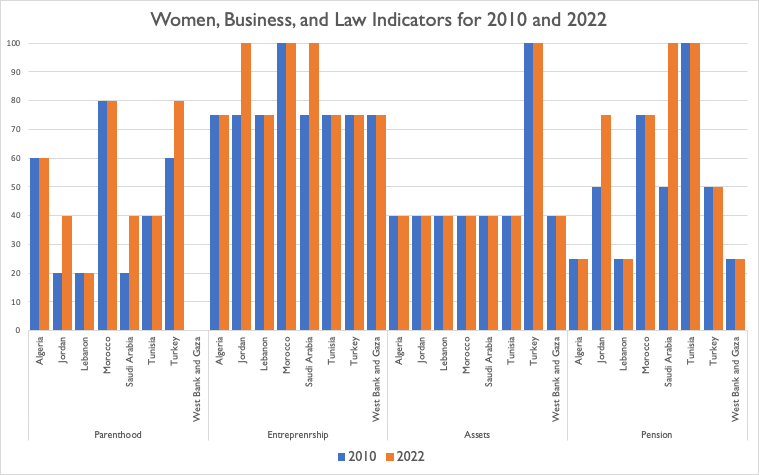 Women, Business, and Law Indicators for 2010 and 2022
100
90
80
70
60
50
40
30
20
10
0
Algeria
Jordan
Lebanon
Morocco
Saudi Arabia
Tunisia
Turkey
West Bank and Gaza
Algeria
Jordan
Lebanon
Morocco
Saudi Arabia
Tunisia
Turkey
West Bank and Gaza
Algeria
Jordan
Lebanon
Morocco
Saudi Arabia
Tunisia
Turkey
West Bank and Gaza
Algeria
Jordan
Lebanon
Morocco
Saudi Arabia
Tunisia
Turkey
West Bank and Gaza
Parenthood Entreprenrship Assets Pension
2010 2022